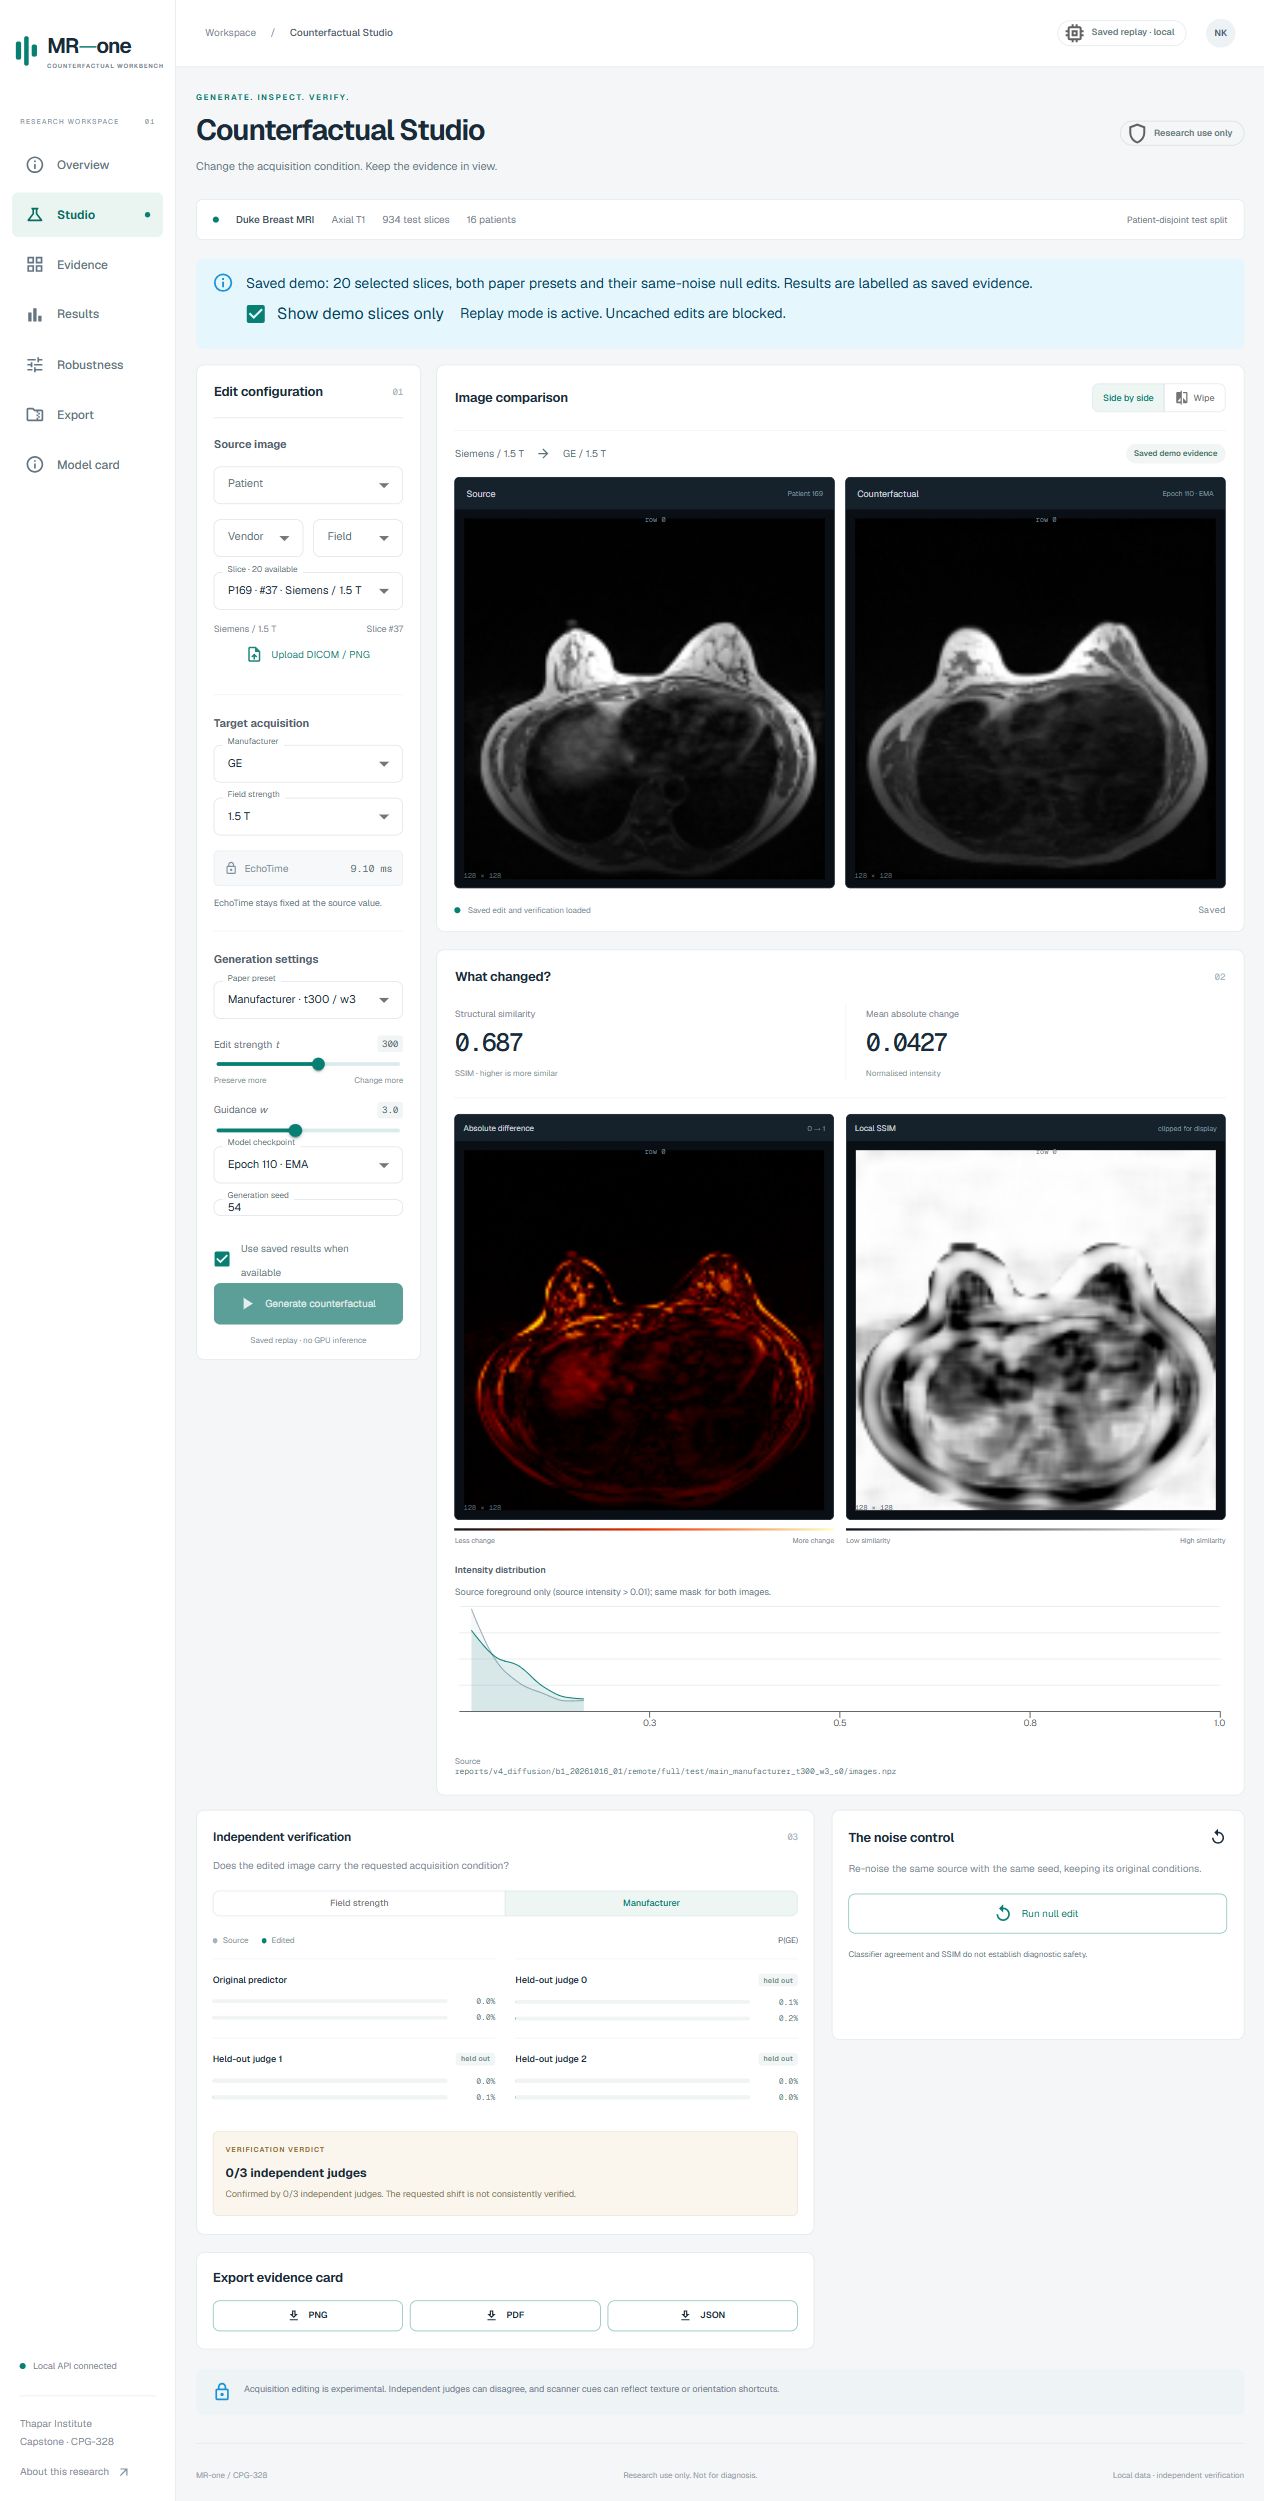 MR—one
COUNTERFACTUAL WORKBENCH
RESEARCH WORKSPACE 01
Overview
Studio
Evidence
Results
Robustness
Export
Model card
Local API connected
Thapar Institute
Capstone · CPG-328
About this research
Workspace / Counterfactual Studio
Saved replay · local
NK
GENERATE. INSPECT. VERIFY.
Counterfactual Studio
Research use only
Change the acquisition condition. Keep the evidence in view.
Duke Breast MRI Axial T1 934 test slices 16 patients Patient-disjoint test split
Saved demo: 20 selected slices, both paper presets and their same-noise null edits. Results are labelled as saved evidence.
Show demo slices only Replay mode is active. Uncached edits are blocked.
Edit configuration 01
Source image
Patient
Vendor Field
Slice · 20 available
P169 · #37 · Siemens / 1.5 T
Siemens / 1.5 T Slice #37
Upload DICOM / PNG
Target acquisition
Manufacturer
GE
Field strength
1.5 T
EchoTime 9.10 ms
EchoTime stays fixed at the source value.
Generation settings
Paper preset
Manufacturer · t300 / w3
Edit strength t 300
Preserve more Change more
Guidance w 3.0
Model checkpoint
Epoch 110 · EMA
Generation seed
54
Use saved results when
available
Generate counterfactual
Saved replay · no GPU inference
Image comparison
Side by side Wipe
Siemens / 1.5 T → GE / 1.5 T Saved demo evidence
Source Patient 169
row 0
128 × 128
Counterfactual Epoch 110 · EMA
row 0
128 × 128
Saved edit and verification loaded Saved
What changed? 02
Structural similarity
0.687
SSIM · higher is more similar
Mean absolute change
0.0427
Normalised intensity
Absolute difference 0 → 1
row 0
128 × 128
Less change More change
Local SSIM clipped for display
row 0
128 × 128
Low similarity High similarity
Intensity distribution
Source foreground only (source intensity > 0.01); same mask for both images.
0.3 0.5 0.8 1.0
Source
reports/v4_diffusion/b1_20261016_01/remote/full/test/main_manufacturer_t300_w3_s0/images.npz
Independent verification 03
Does the edited image carry the requested acquisition condition?
Field strength Manufacturer
Source Edited P(GE)
Original predictor
0.0%
0.0%
Held-out judge 0 held out
0.1%
0.2%
Held-out judge 1 held out
0.0%
0.1%
Held-out judge 2 held out
0.0%
0.0%
VERIFICATION VERDICT
0/3 independent judges
Confirmed by 0/3 independent judges. The requested shift is not consistently verified.
The noise control
Re-noise the same source with the same seed, keeping its original conditions.
Run null edit
Classifier agreement and SSIM do not establish diagnostic safety.
Export evidence card
PNG PDF JSON
Acquisition editing is experimental. Independent judges can disagree, and scanner cues can reflect texture or orientation shortcuts.
MR-one / CPG-328 Research use only. Not for diagnosis. Local data · independent verification